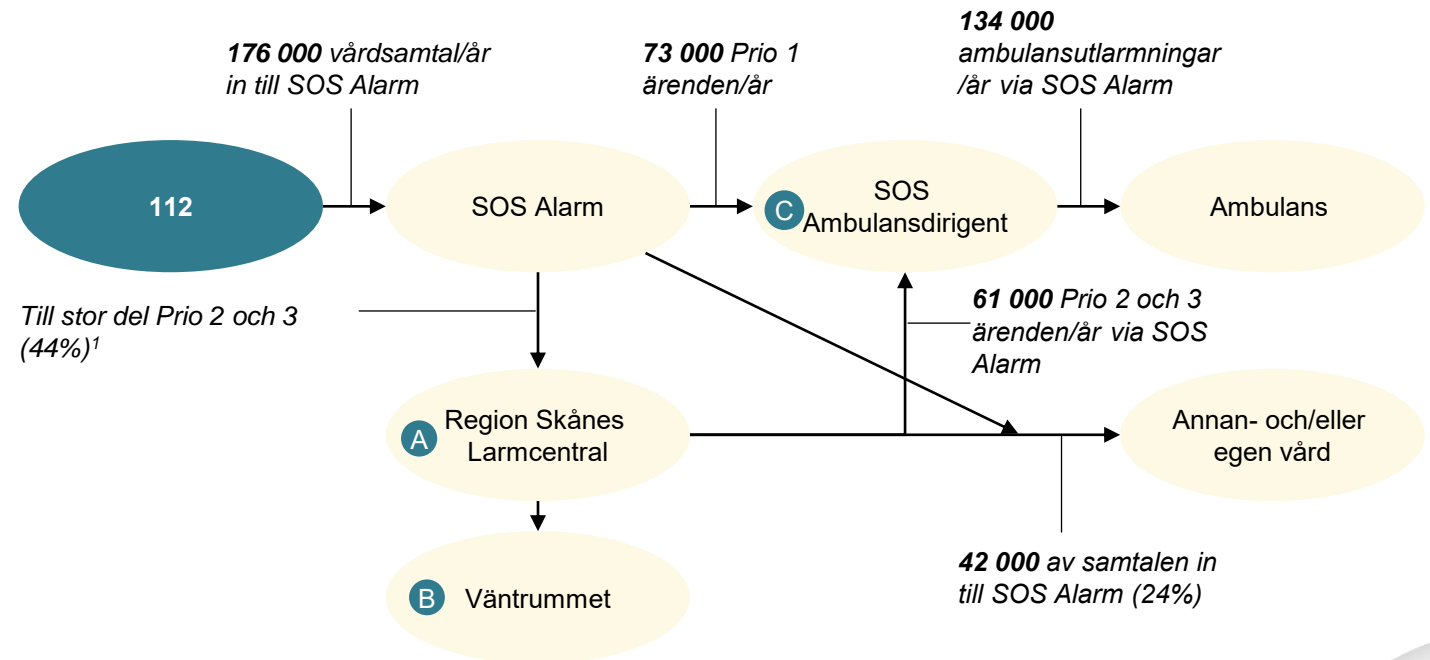 176 000 vårdsamtal/år
in till SOS Alarm
73 000 Prio 1
ärenden/år
134 000
ambulansutlarmningar
/år via SOS Alarm
112
SOS Alarm
C
SOS
Ambulansdirigent
Ambulans
Till stor del Prio 2 och 3
(44%)1
61 000 Prio 2 och 3
ärenden/år via SOS
Alarm
A
Region Skånes
Larmcentral
Annan- och/eller
egen vård
B
Väntrummet
42 000 av samtalen in
till SOS Alarm (24%)